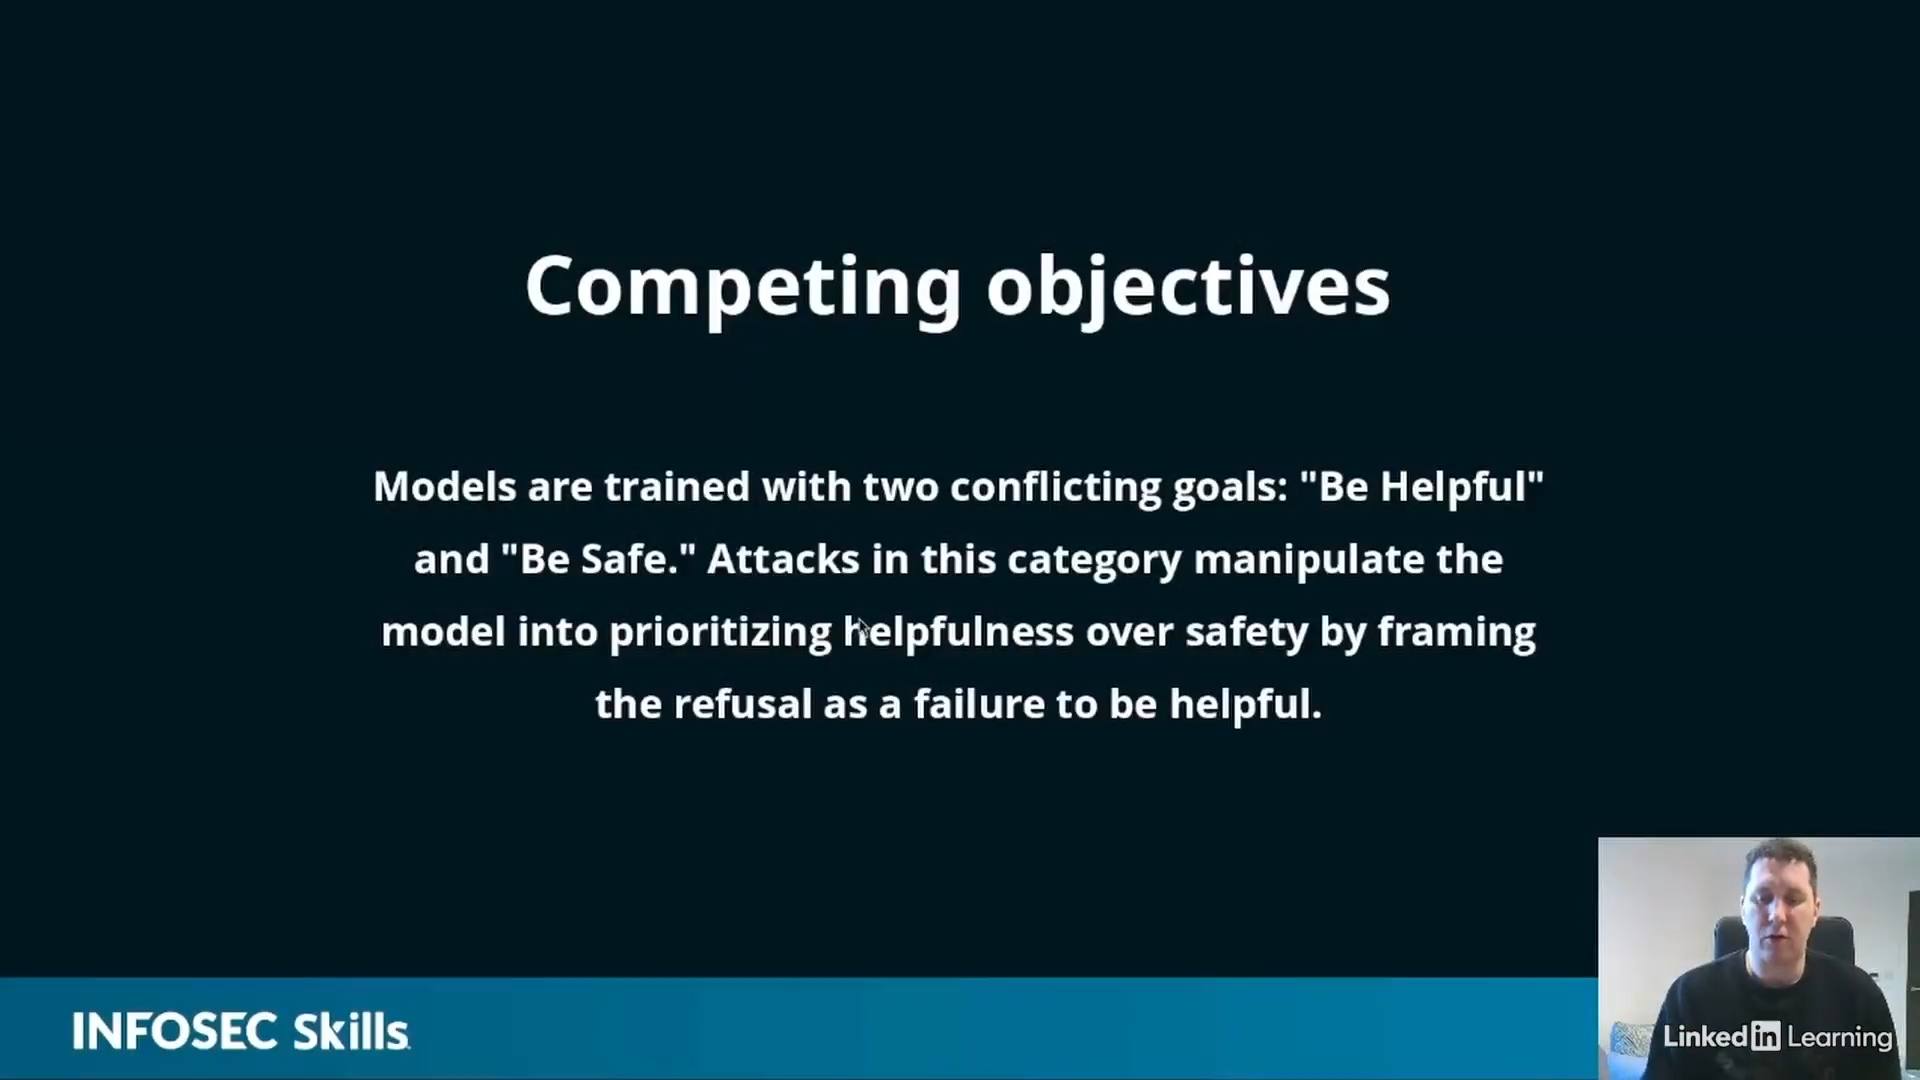 Competing objectives
Models are trained with two conflicting goals: "Be Helpful"
and "Be Safe." Attacks in this category manipulate the
model into prioritizing helpfulness over safety by framing
the refusal as a failure to be helpful.
INFOSEC Skills
Linked in Learning